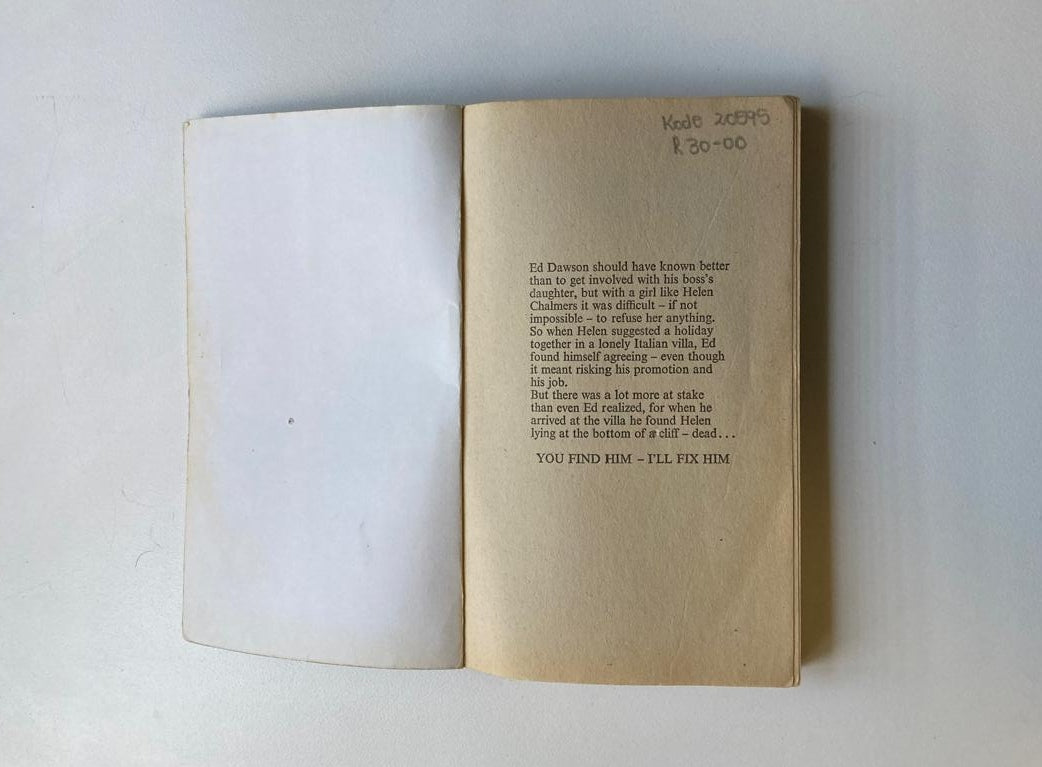 Kode 20595
R 30-00
Ed Dawson should have known better
than to get involved with his boss's
daughter, but with a girl like Helen
Chalmers it was difficult – if not
impossible – to refuse her anything.
So when Helen suggested a holiday
together in a lonely Italian villa, Ed
found himself agreeing – even though
it meant risking his promotion and
his job.
But there was a lot more at stake
than even Ed realized, for when he
arrived at the villa he found Helen
lying at the bottom of a cliff – dead...
YOU FIND HIM – I'LL FIX HIM